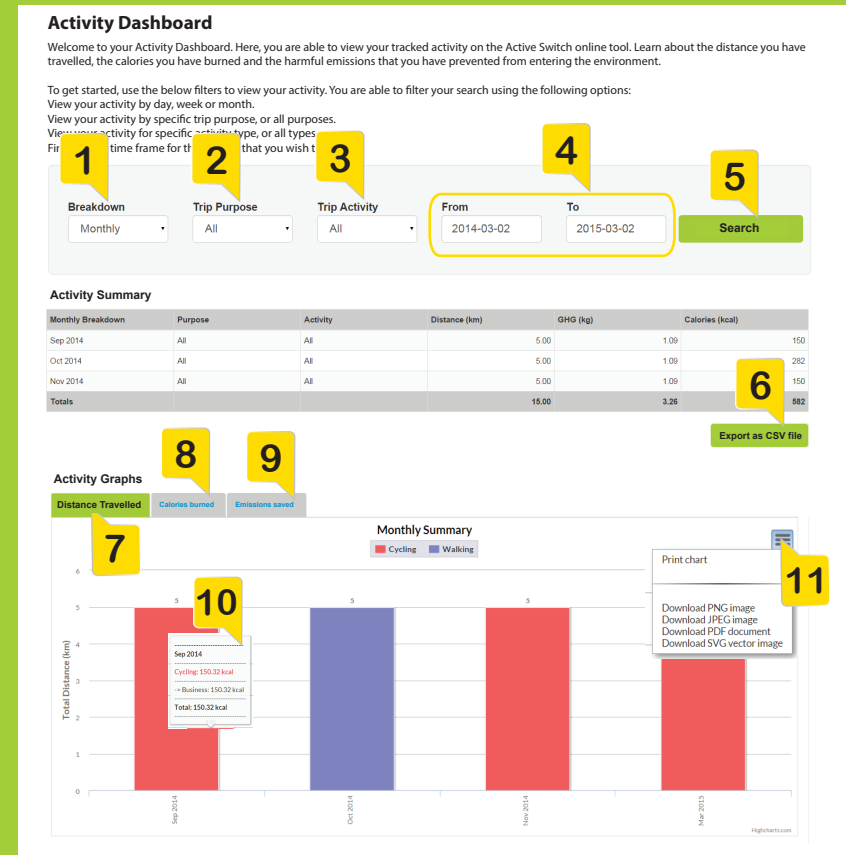 Activity Dashboard
Welcome to your Activity Dashboard. Here, you are able to view your tracked activity on the Active Switch online tool. Learn about the distance you have
travelled, the calories you have burned and the harmful emissions that you have prevented from entering the environment.
To get started, use the below filters to view your activity. You are able to filter your search using the following options:
View your activity by day, week or month.
View your activity by specific trip purpose, or all purposes.
View your activity for specific activity type, or all types
time frame for that you wish
1
2
3
4
5
Breakdown Trip Purpose Trip Activity From To
Monthly All All 2014-03-02 2015-03-02 Search
Activity Summary
Monthly Breakdown Purpose Activity Distance (km) GHG (kg) Calories (kcal)
Sep 2014 All All 5.00 1.09 150
Oct 2014 All All 5.00 1.09 282
Nov 2014 All All 5.00 1.09 150
Totals 15.00 3.26 582
6
Export as CSV file
8
9
Activity Graphs
Distance Travelled Calories burned Emissions saved
7
Monthly Summary
Cycling Walking
11
Print chart
Download PNG image
Download JPEG image
Download PDF document
Download SVG vector image
10
Total Distance (km)
6
5
4
3
2
1
0
5 5 5
Sep 2014
Cycling: 150.32 kcal
-> Business: 150.32 kcal
Total: 150.32 kcal
Sep 2014 Oct 2014 Nov 2014 Mar 2015
Highcharts.com